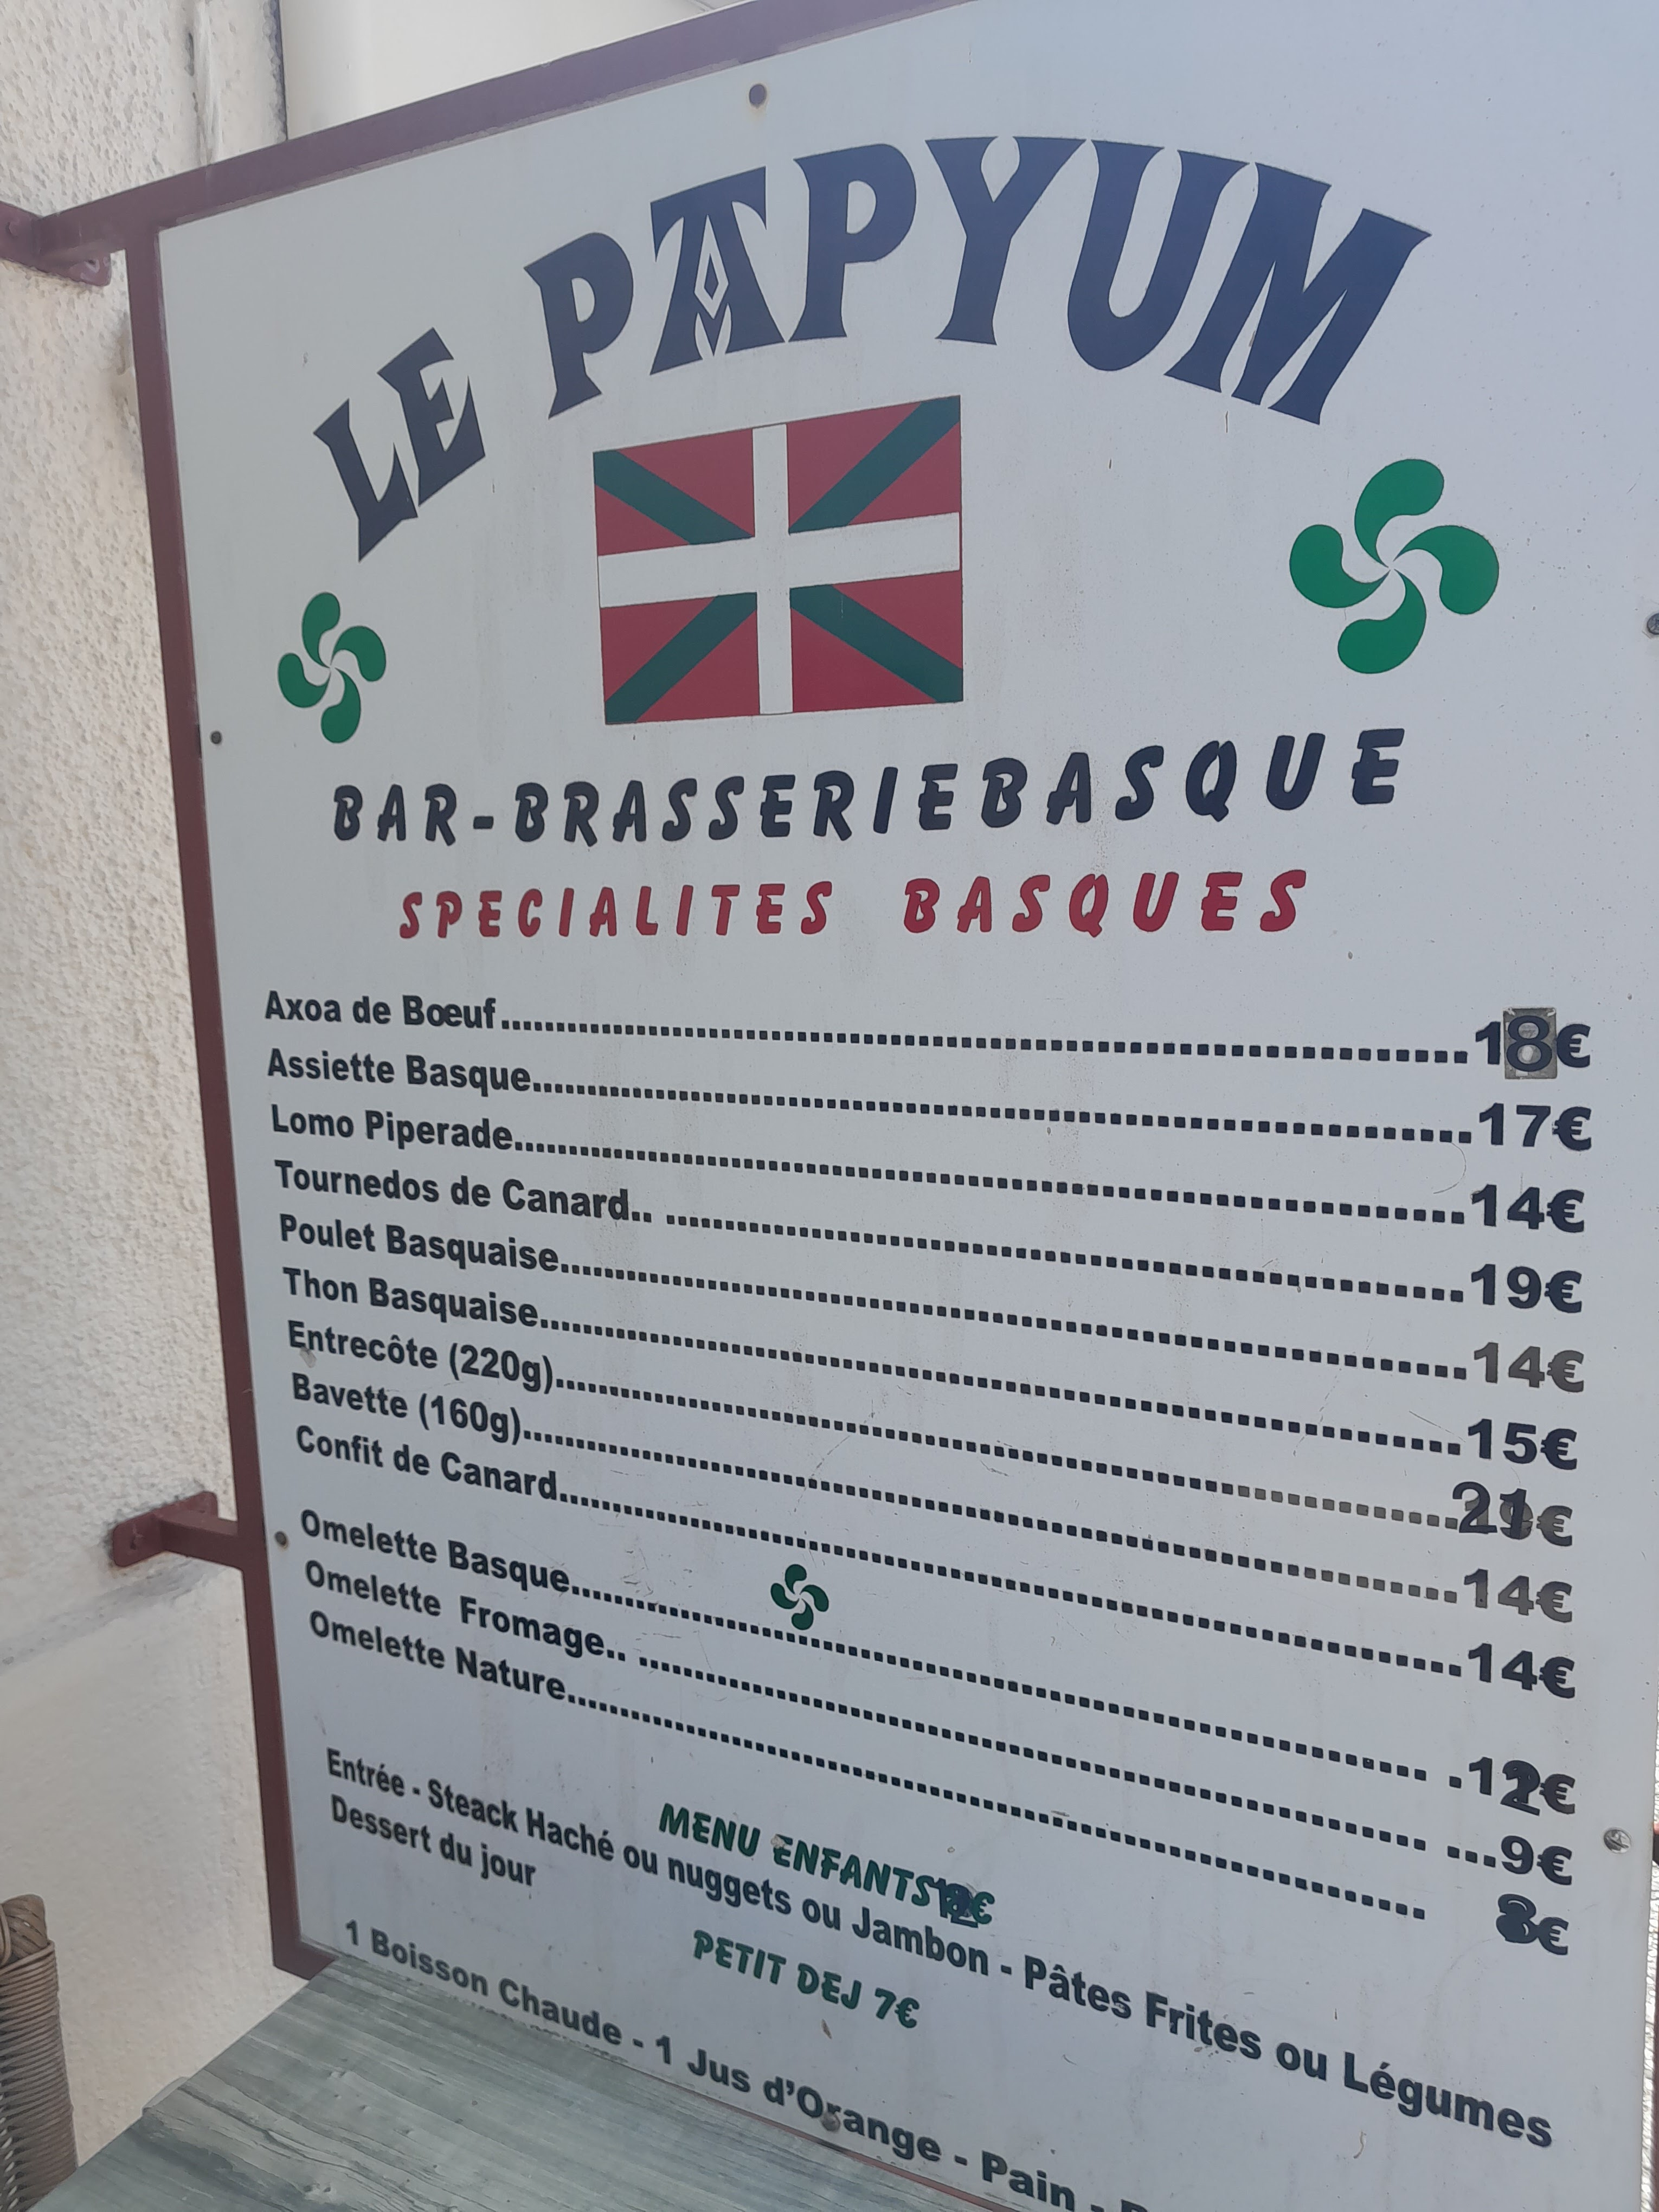 LE PAPYUM
BAR-BRASSERIEBASQUE
SPECIALITES BASQUES
Axoa de Bœuf...18€
Assiette Basque...17€
Lomo Piperade...14€
Tournedos de Canard.. ...19€
Poulet Basquaise...14€
Thon Basquaise...15€
Entrecôte (220g)...21€
Bavette (160g)...14€
Confit de Canard...14€
Omelette Basque... .12€
Omelette Fromage.. ... ...9€
Omelette Nature... 8€
MENU ENFANTS €
Entrée - Steack Haché ou nuggets ou Jambon - Pâtes Frites ou Légumes
Dessert du jour
PETIT DEJ 7€
1 Boisson Chaude - 1 Jus d'Orange - Pain -